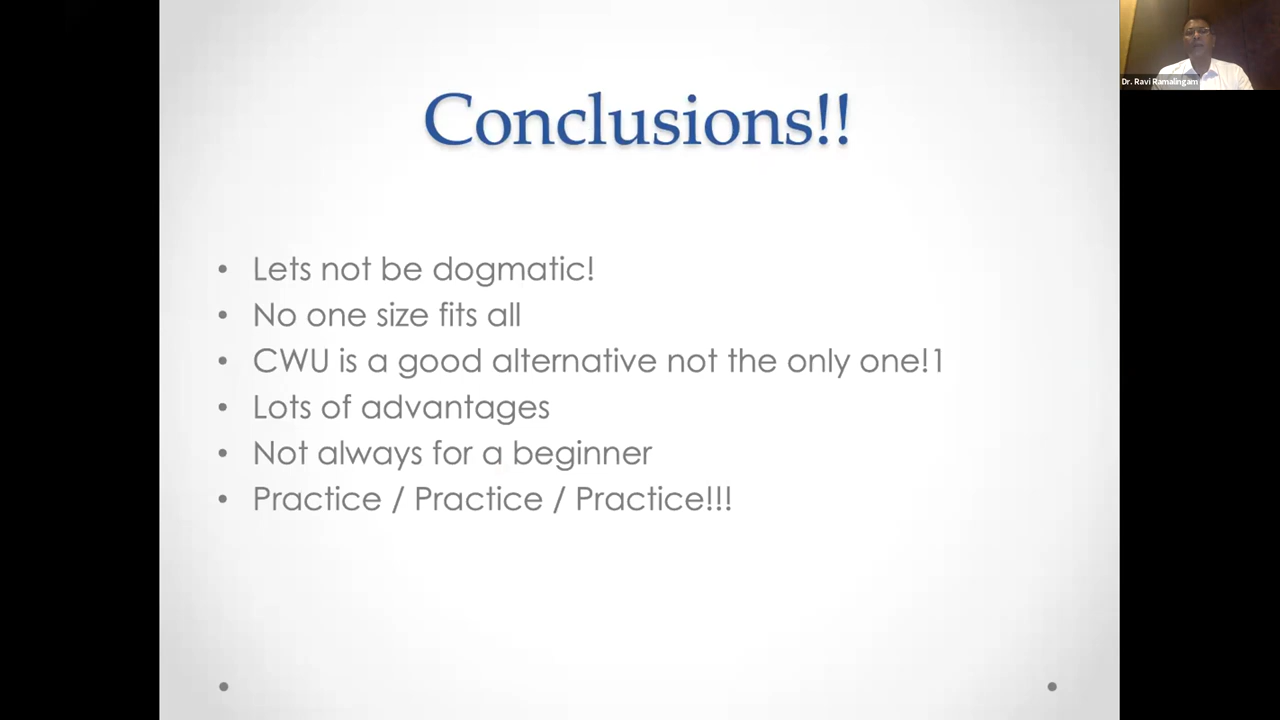 Conclusions!!
• Lets not be dogmatic!
• No one size fits all
• CWU is a good alternative not the only one!1
• Lots of advantages
• Not always for a beginner
• Practice / Practice / Practice!!!
Dr. Ravi Ramalingam